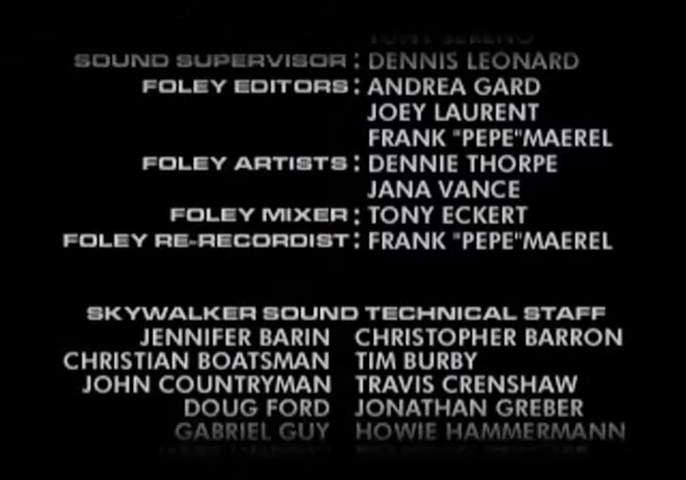 TONY SERENO
SOUND SUPERVISOR: DENNIS LEONARD
FOLEY EDITORS: ANDREA GARD
JOEY LAURENT
FRANK "PEPE"MAEREL
FOLEY ARTISTS: DENNIE THORPE
JANA VANCE
FOLEY MIXER: TONY ECKERT
FOLEY RE-RECORDIST: FRANK "PEPE"MAEREL
SKYWALKER SOUND TECHNICAL STAFF
JENNIFER BARIN CHRISTOPHER BARRON
CHRISTIAN BOATSMAN TIM BURBY
JOHN COUNTRYMAN TRAVIS CRENSHAW
DOUG FORD JONATHAN GREBER
GABRIEL GUY HOWIE HAMMERMANN